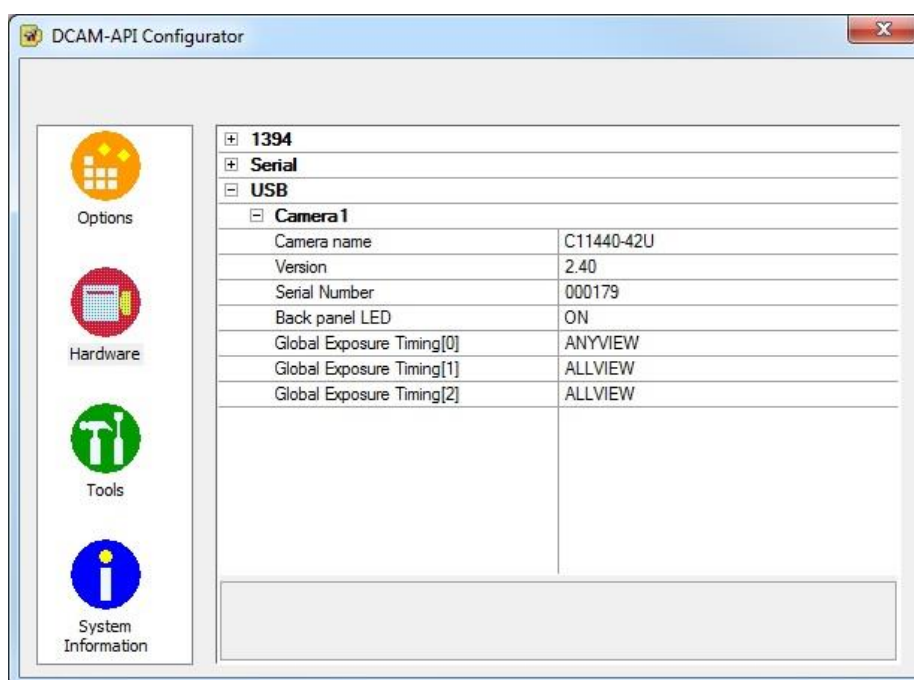 DCAM-API Configurator
Options
Hardware
Tools
System
Information
1394
Serial
USB
Camera1
Camera name C11440-42U
Version 2.40
Serial Number 000179
Back panel LED ON
Global Exposure Timing[0] ANYVIEW
Global Exposure Timing[1] ALLVIEW
Global Exposure Timing[2] ALLVIEW